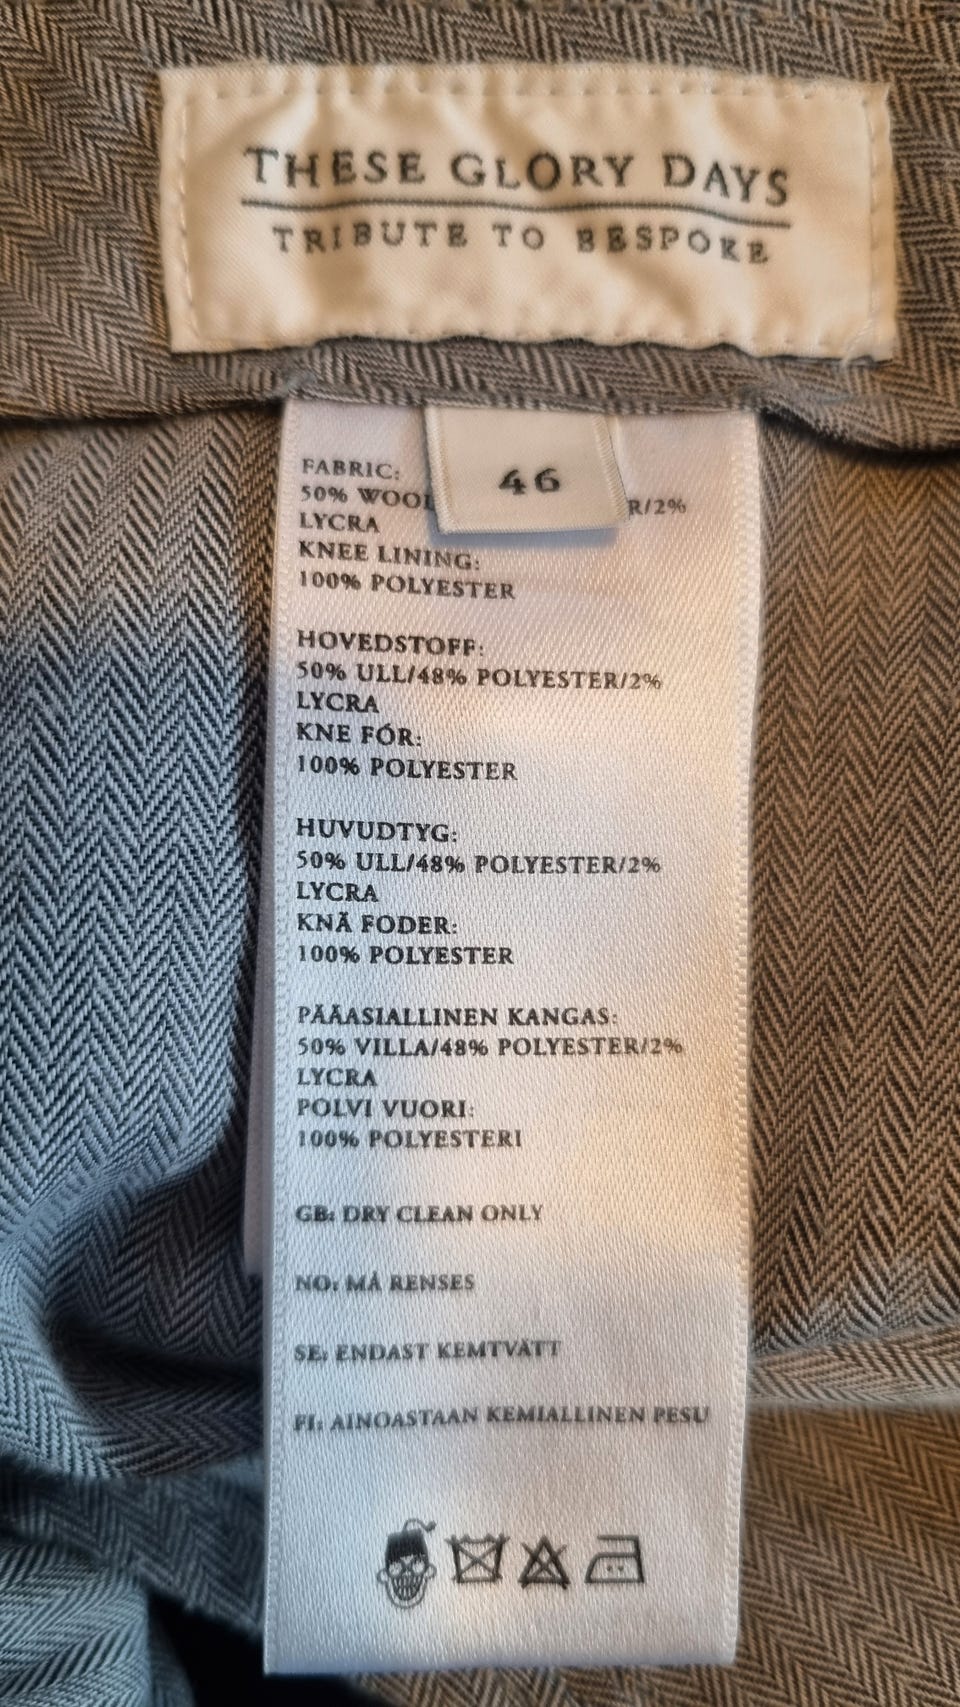 THESE GLORY DAYS
TRIBUTE TO BESPOKE
46
FABRIC:
50% WOOL R/2%
LYCRA
KNEE LINING:
100% POLYESTER
HOVEDSTOFF:
50% ULL/48% POLYESTER/2%
LYCRA
KNE FÓR:
100% POLYESTER
HUVUDTYG:
50% ULL/48% POLYESTER/2%
LYCRA
KNÄ FODER:
100% POLYESTER
PÄÄASIALLINEN KANGAS:
50% VILLA/48% POLYESTER/2%
LYCRA
POLVI VUORI:
100% POLYESTERI
GB: DRY CLEAN ONLY
NO: MÅ RENSES
SE: ENDAST KEMTVÄTT
FI: AINOASTAAN KEMIALLINEN PESU